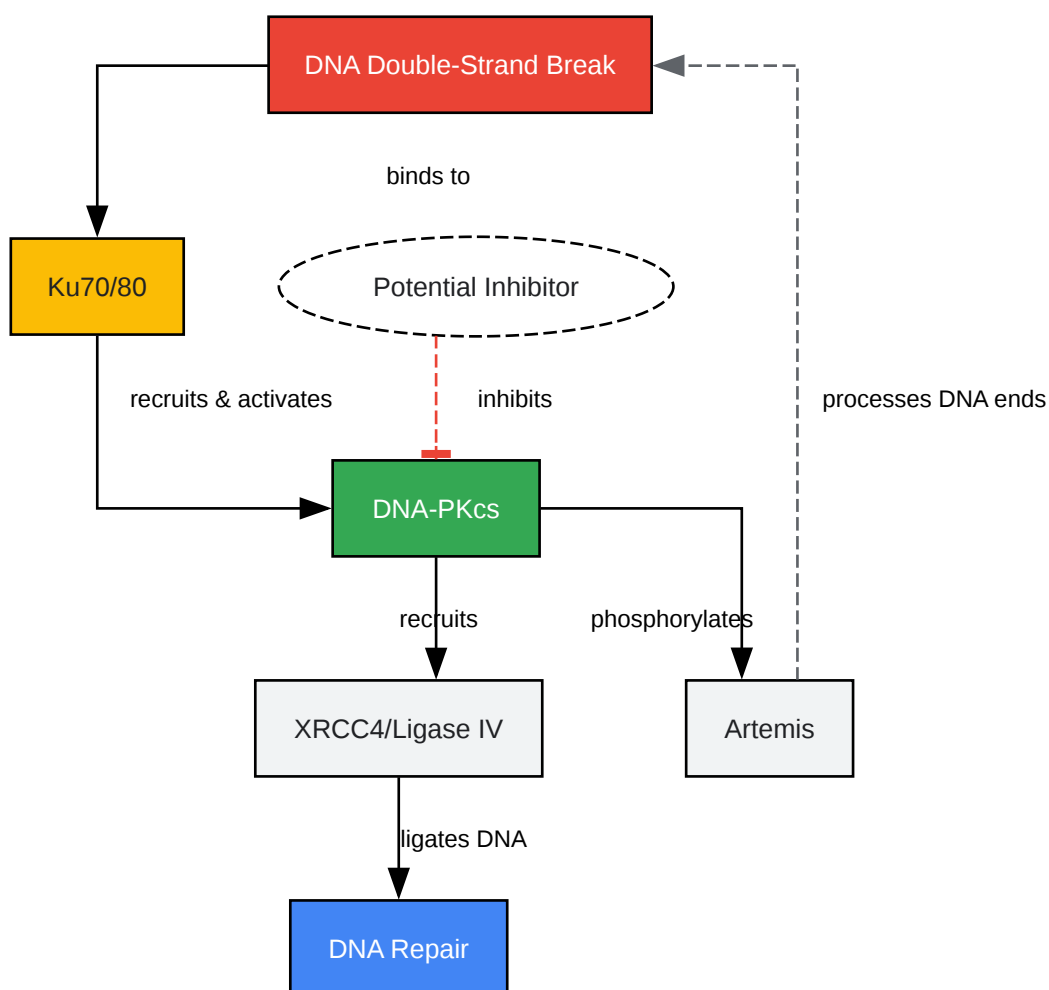 DNA Double-Strand Break
binds to
Ku70/80
Potential Inhibitor
recruits & activates
inhibits
processes DNA ends
DNA-PKcs
recruits
phosphorylates
XRCC4/Ligase IV
Artemis
ligates DNA
DNA Repair